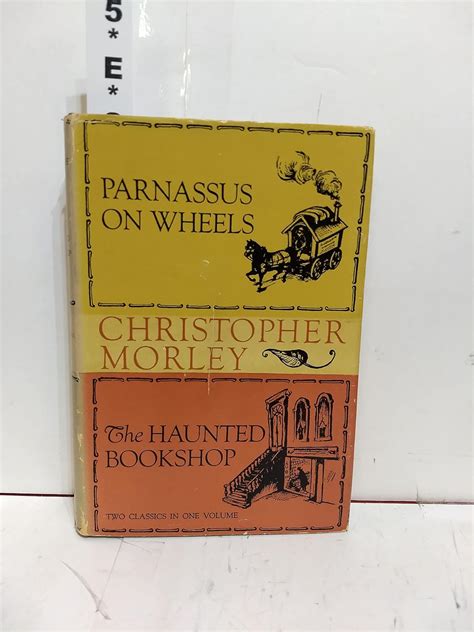 5*E*
PARNASSUS
ON WHEELS
CHRISTOPHER
MORLEY
The HAUNTED
BOOKSHOP
TWO CLASSICS IN ONE VOLUME